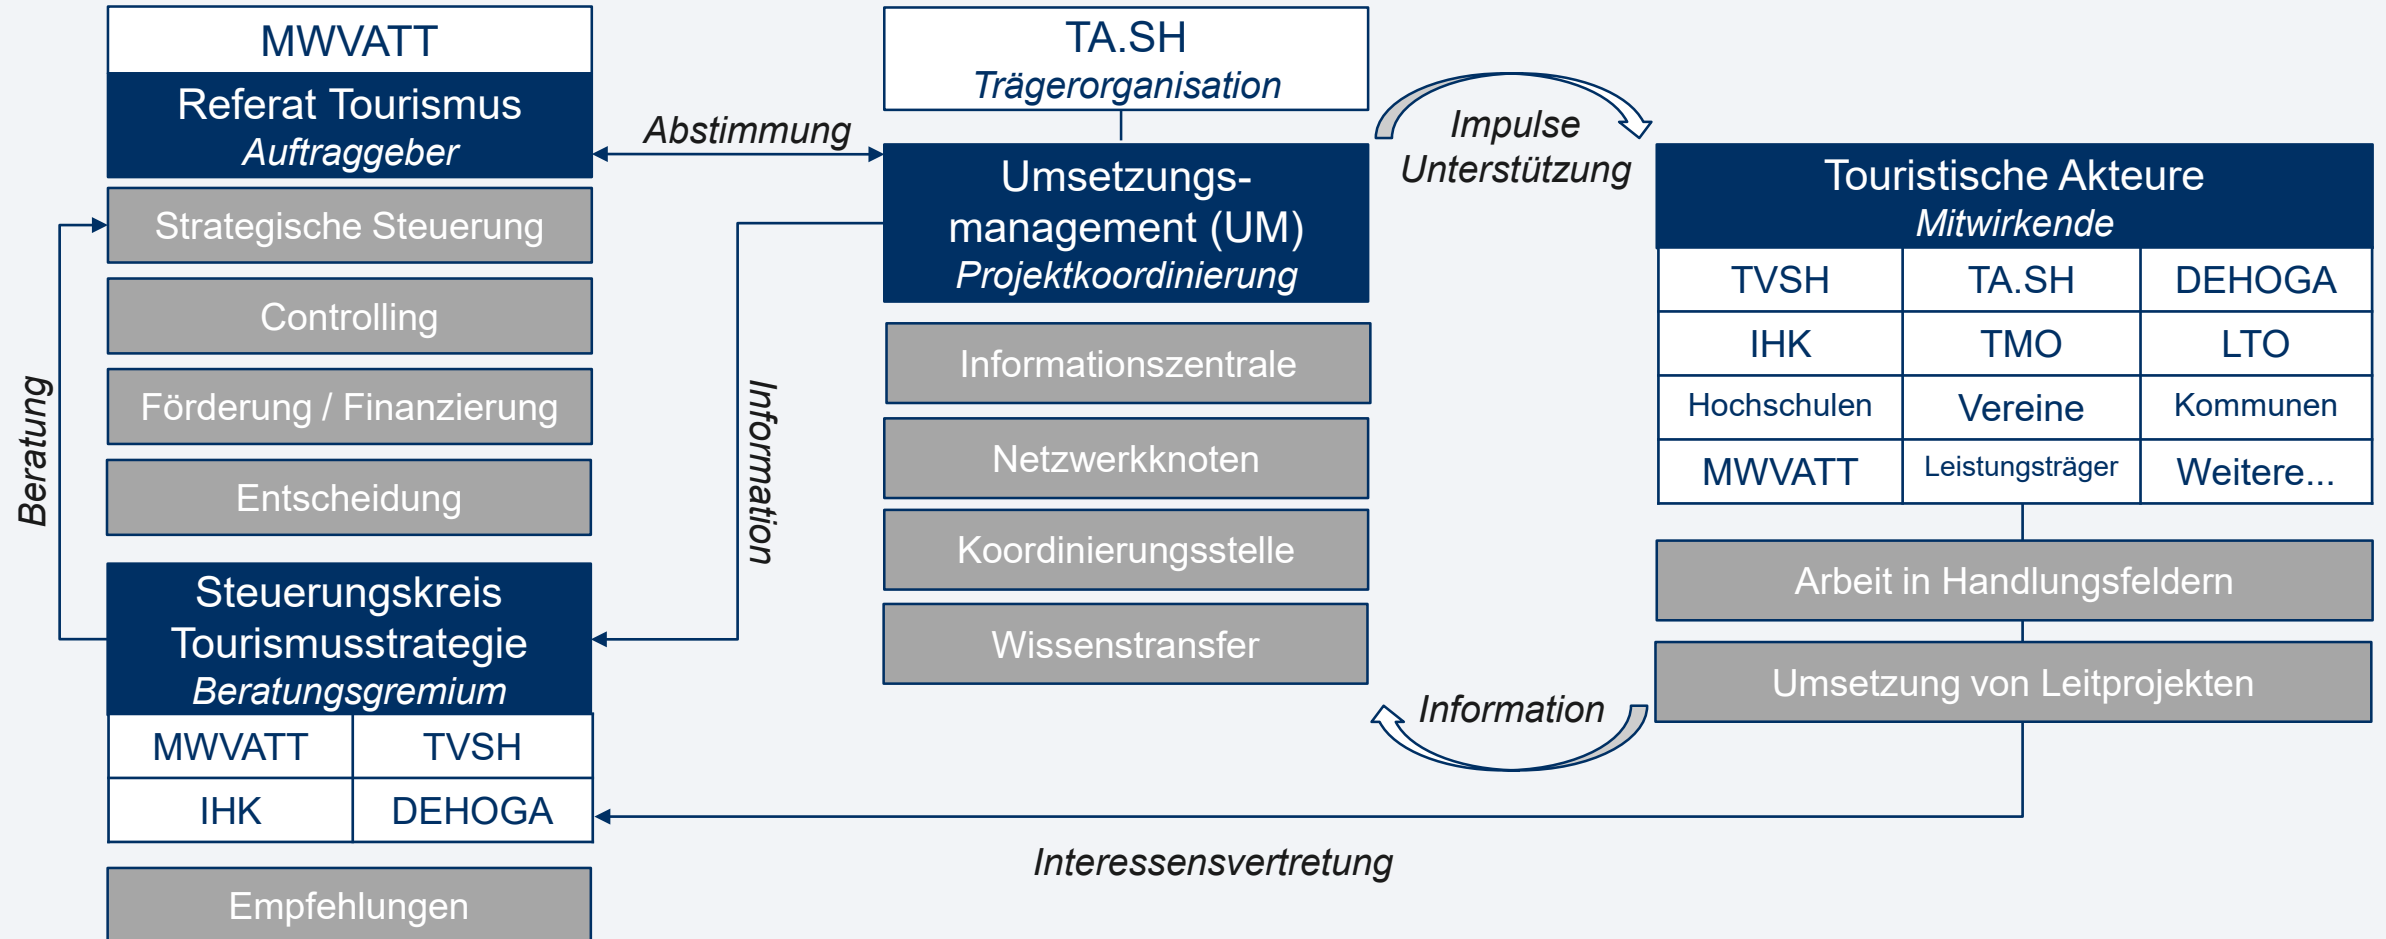 MWVATT
Referat Tourismus
Auftraggeber
Strategische Steuerung
Controlling
Förderung / Finanzierung
Entscheidung
Beratung
Steuerungskreis
Tourismusstrategie
Beratungsgremium
MWVATT
TVSH
IHK
DEHOGA
Empfehlungen
Abstimmung
Information
TA.SH
Trägerorganisation
Umsetzungs-
management (UM)
Projektkoordinierung
Informationszentrale
Netzwerkknoten
Koordinierungsstelle
Wissenstransfer
Impulse
Unterstützung
Information
Touristische Akteure
Mitwirkende
TVSH
TA.SH
DEHOGA
IHK
TMO
LTO
Hochschulen
Vereine
Kommunen
MWVATT
Leistungsträger
Weitere...
Arbeit in Handlungsfeldern
Umsetzung von Leitprojekten
Interessensvertretung